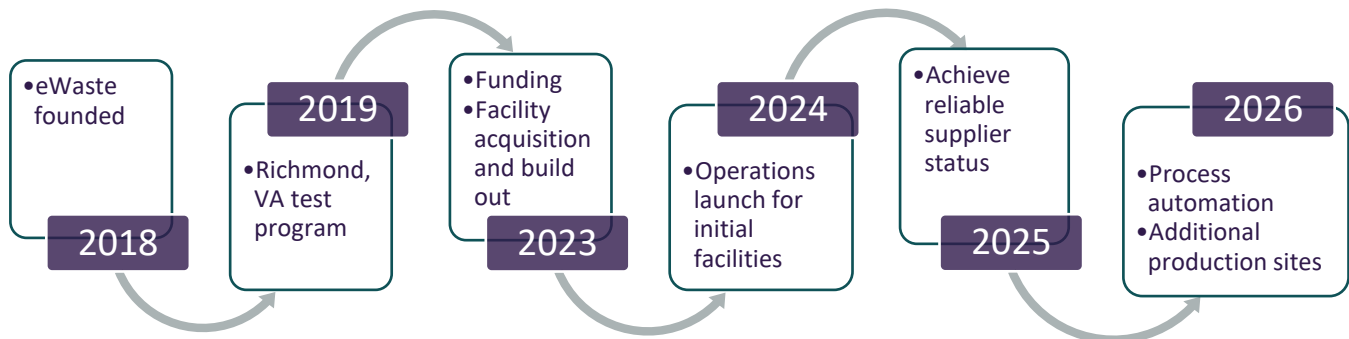 •eWaste
founded
2018
2019
•Richmond,
VA test
program
•Funding
•Facility
acquisition
and build
out
2023
2024
•Operations
launch for
initial
facilities
•Achieve
reliable
supplier
status
2025
2026
•Process
automation
•Additional
production sites